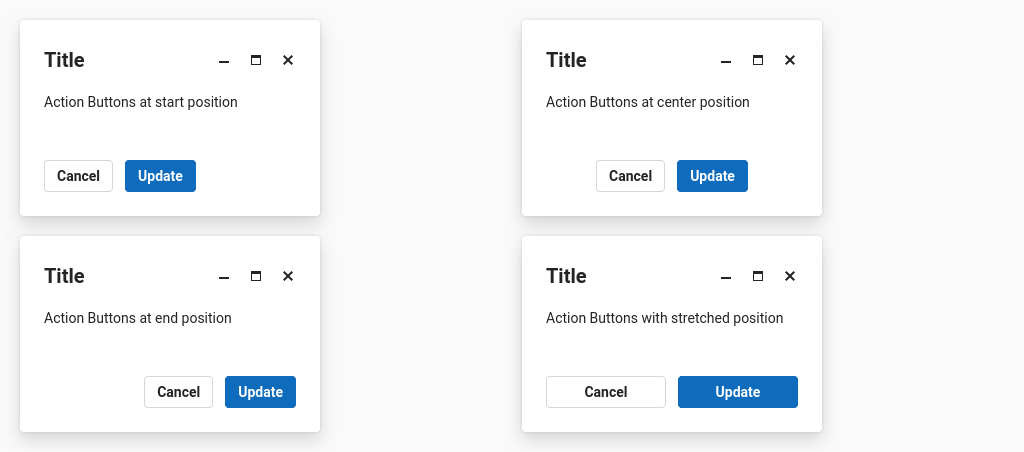 Title
Action Buttons at start position
Cancel Update
Title
Action Buttons at center position
Cancel Update
Title
Action Buttons at end position
Cancel Update
Title
Action Buttons with stretched position
Cancel Update